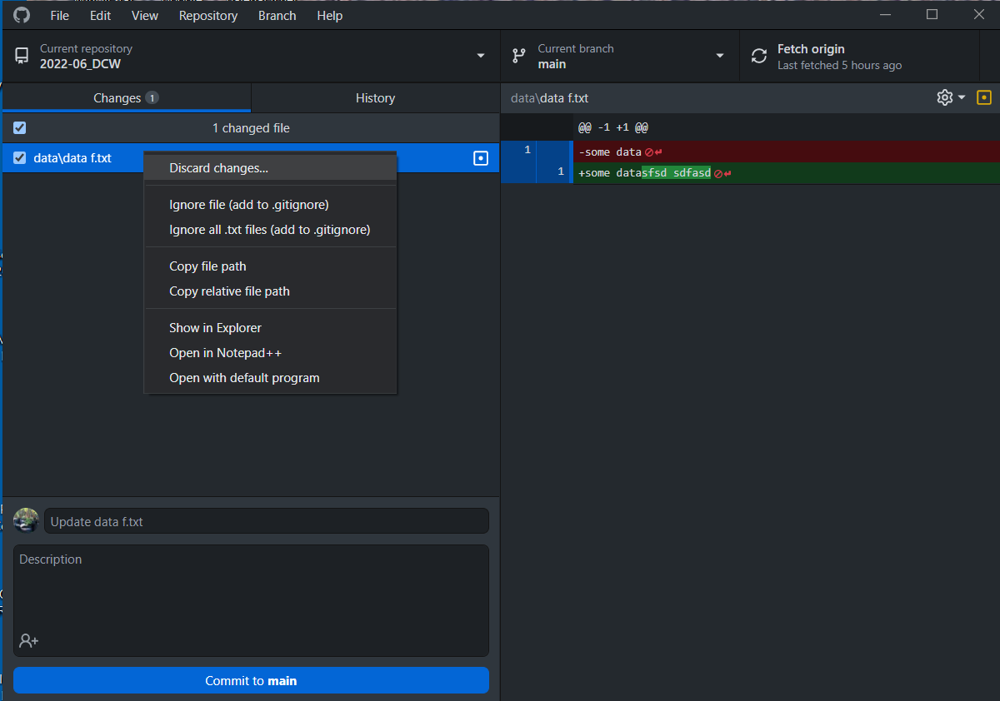 File Edit View Repository Branch Help
Current repository
2022-06_DCW
Current branch
main
Fetch origin
Last fetched 5 hours ago
Changes 1
History
data\data f.txt
1 changed file
@@ -1 +1 @@
data\data f.txt
1 -some data
1 +some datasfsd sdfasd
Discard changes...
Ignore file (add to .gitignore)
Ignore all .txt files (add to .gitignore)
Copy file path
Copy relative file path
Show in Explorer
Open in Notepad++
Open with default program
Update data f.txt
Description
Commit to main